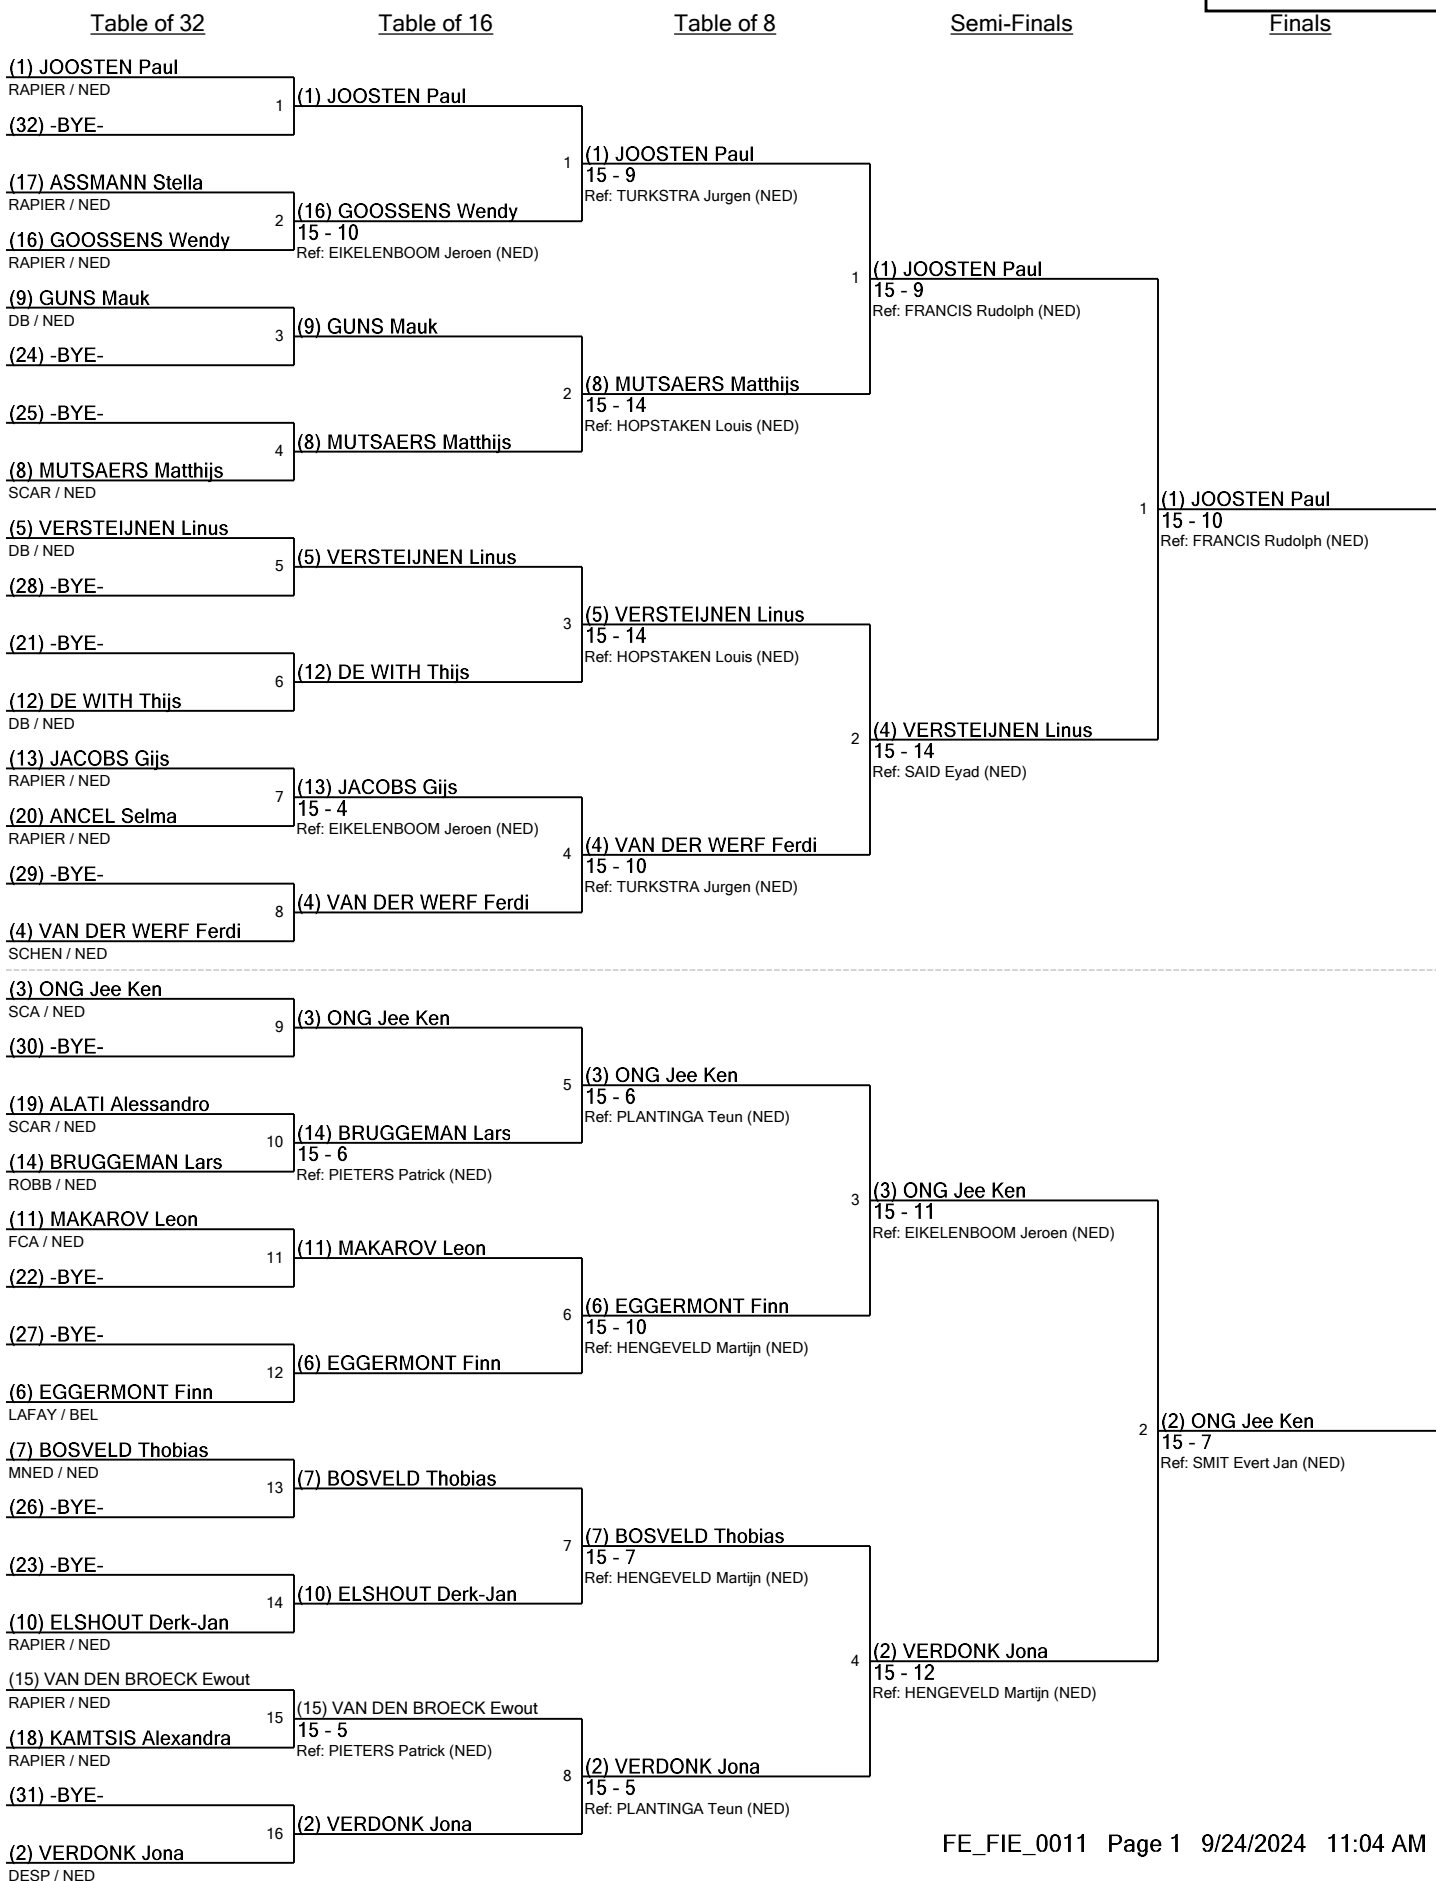 Table of 32
Table of 16
Table of 8
Semi-Finals
Finals
(1) JOOSTEN Paul
RAPIER / NED
(32) -BYE-
(17) ASSMANN Stella
RAPIER / NED
(16) GOOSSENS Wendy
RAPIER / NED
(9) GUNS Mauk
DB / NED
(24) -BYE-
(25) -BYE-
(8) MUTSAERS Matthijs
SCAR / NED
(5) VERSTEIJNEN Linus
DB / NED
(28) -BYE-
(21) -BYE-
(12) DE WITH Thijs
DB / NED
(13) JACOBS Gijs
RAPIER / NED
(20) ANCEL Selma
RAPIER / NED
(29) -BYE-
(4) VAN DER WERF Ferdi
SCHEN / NED
(3) ONG Jee Ken
SCA / NED
(30) -BYE-
(19) ALATI Alessandro
SCAR / NED
(14) BRUGGEMAN Lars
ROBB / NED
(11) MAKAROV Leon
FCA / NED
(22) -BYE-
(27) -BYE-
(6) EGGERMONT Finn
LAFAY / BEL
(7) BOSVELD Thobias
MNED / NED
(26) -BYE-
(23) -BYE-
(10) ELSHOUT Derk-Jan
RAPIER / NED
(15) VAN DEN BROECK Ewout
RAPIER / NED
(18) KAMTSIS Alexandra
RAPIER / NED
(31) -BYE-
(2) VERDONK Jona
DESP / NED
1 (1) JOOSTEN Paul
2 (16) GOOSSENS Wendy
15 - 10
Ref: EIKELENBOOM Jeroen (NED)
3 (9) GUNS Mauk
4 (8) MUTSAERS Matthijs
5 (5) VERSTEIJNEN Linus
6 (12) DE WITH Thijs
7 (13) JACOBS Gijs
15 - 4
Ref: EIKELENBOOM Jeroen (NED)
8 (4) VAN DER WERF Ferdi
9 (3) ONG Jee Ken
10 (14) BRUGGEMAN Lars
15 - 6
Ref: PIETERS Patrick (NED)
11 (11) MAKAROV Leon
12 (6) EGGERMONT Finn
13 (7) BOSVELD Thobias
14 (10) ELSHOUT Derk-Jan
15 (15) VAN DEN BROECK Ewout
15 - 5
Ref: PIETERS Patrick (NED)
16 (2) VERDONK Jona
1 (1) JOOSTEN Paul
15 - 9
Ref: TURKSTRA Jurgen (NED)
2 (8) MUTSAERS Matthijs
15 - 14
Ref: HOPSTAKEN Louis (NED)
3 (5) VERSTEIJNEN Linus
15 - 14
Ref: HOPSTAKEN Louis (NED)
4 (4) VAN DER WERF Ferdi
15 - 10
Ref: TURKSTRA Jurgen (NED)
5 (3) ONG Jee Ken
15 - 6
Ref: PLANTINGA Teun (NED)
6 (6) EGGERMONT Finn
15 - 10
Ref: HENGEVELD Martijn (NED)
7 (7) BOSVELD Thobias
15 - 7
Ref: HENGEVELD Martijn (NED)
8 (2) VERDONK Jona
15 - 5
Ref: PLANTINGA Teun (NED)
1 (1) JOOSTEN Paul
15 - 9
Ref: FRANCIS Rudolph (NED)
2 (4) VERSTEIJNEN Linus
15 - 14
Ref: SAID Eyad (NED)
3 (3) ONG Jee Ken
15 - 11
Ref: EIKELENBOOM Jeroen (NED)
4 (2) VERDONK Jona
15 - 12
Ref: HENGEVELD Martijn (NED)
1 (1) JOOSTEN Paul
15 - 10
Ref: FRANCIS Rudolph (NED)
2 (2) ONG Jee Ken
15 - 7
Ref: SMIT Evert Jan (NED)
FE_FIE_0011 Page 1 9/24/2024 11:04 AM